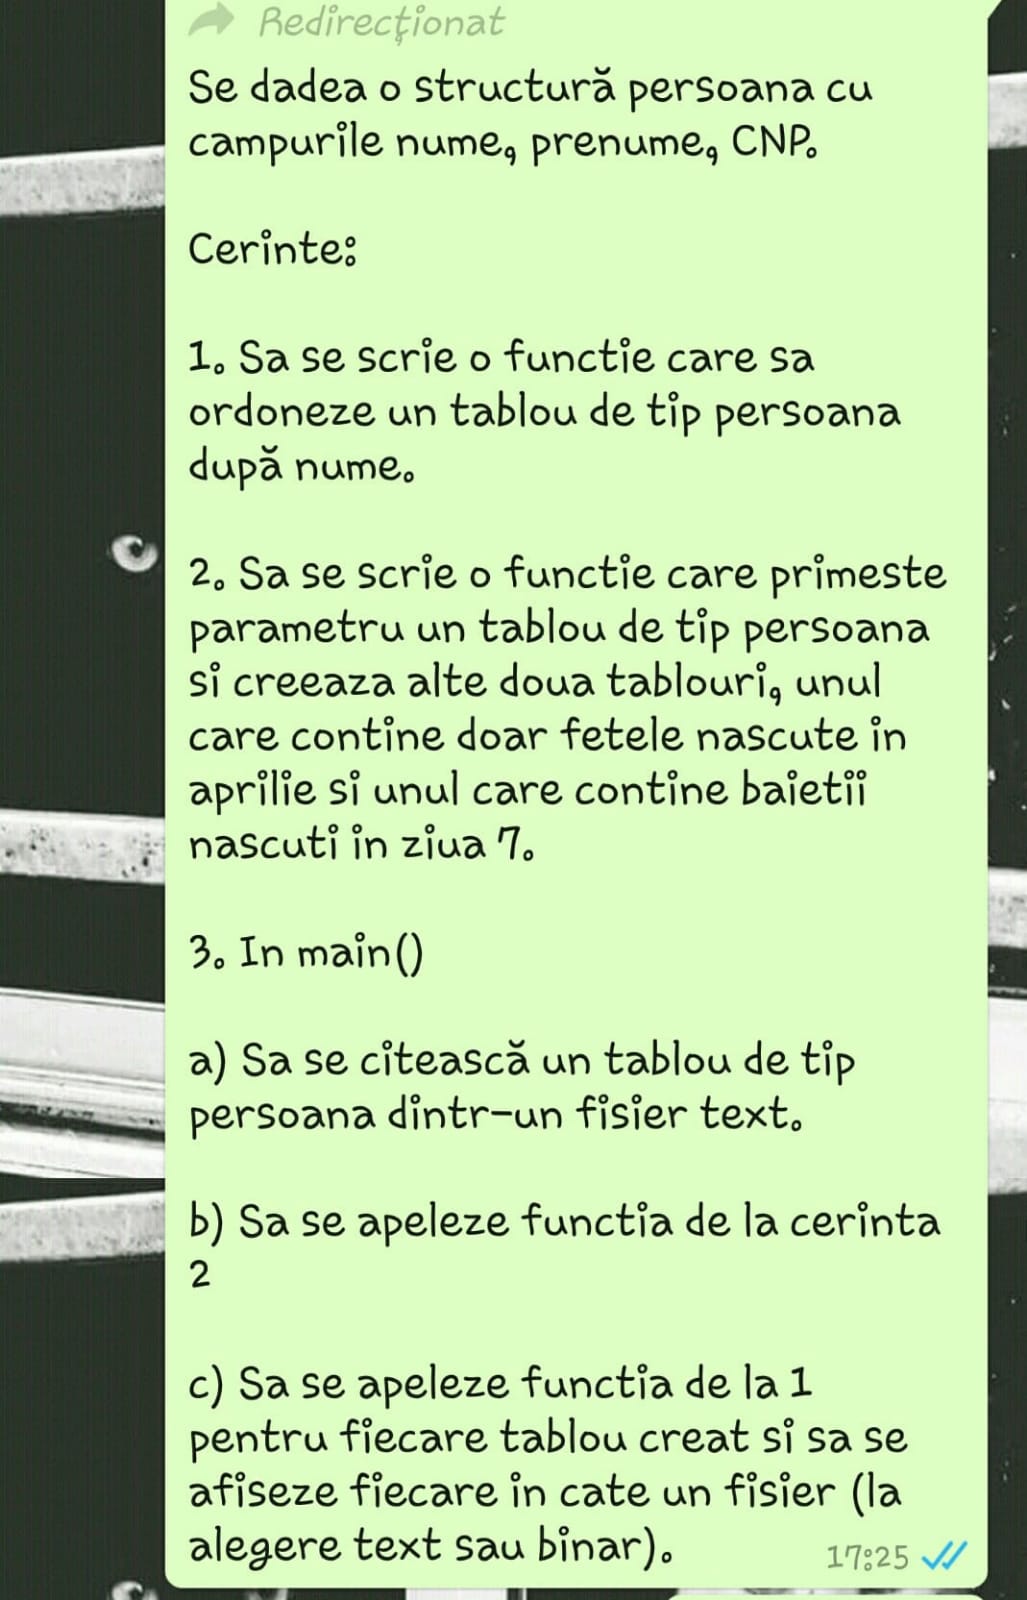 Redirecționat
Se dadea o structură persoana cu
campurile nume, prenume, CNP.
Cerinte:
1. Sa se scrie o functie care sa
ordoneze un tablou de tip persoana
după nume.
2. Sa se scrie o functie care primeste
parametru un tablou de tip persoana
si creeaza alte doua tablouri, unul
care contine doar fetele nascute in
aprilie si unul care contine baietii
nascuti in ziua 7.
3. In main()
a) Sa se citească un tablou de tip
persoana dintr-un fisier text.
b) Sa se apeleze functia de la cerinta
2
c) Sa se apeleze functia de la 1
pentru fiecare tablou creat si sa se
afiseze fiecare in cate un fisier (la
alegere text sau binar).
17:25